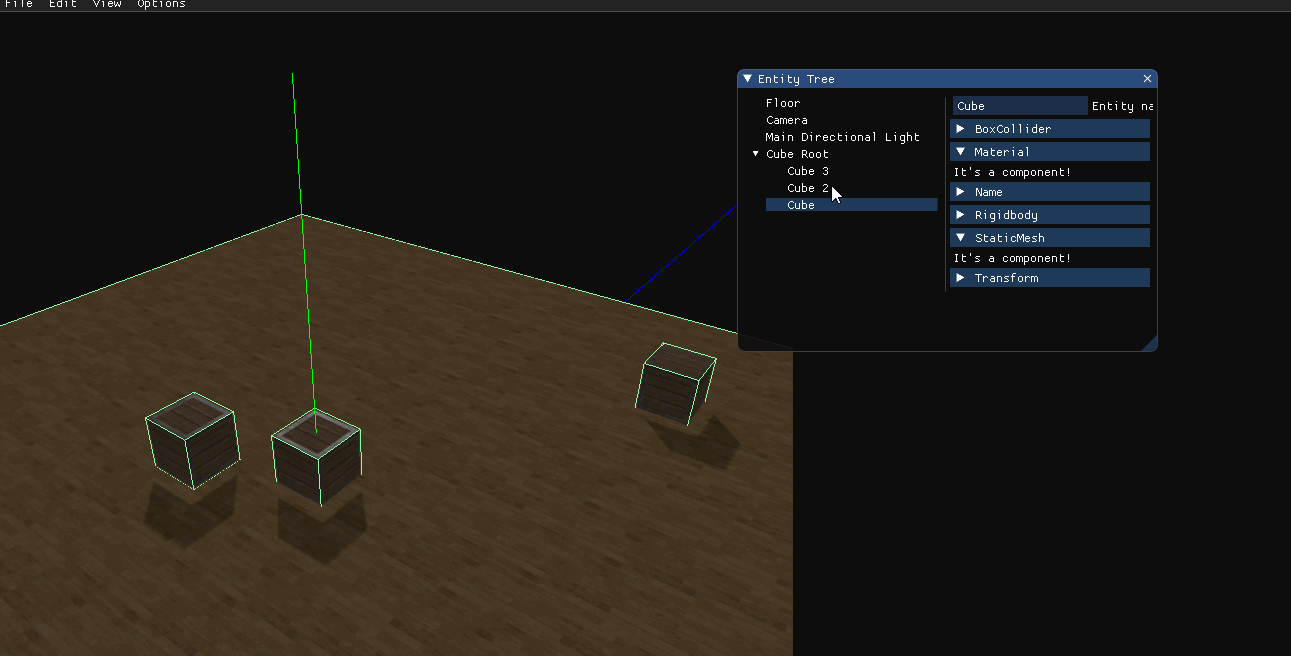 File Edit View Options
Entity Tree
Floor
Camera
Main Directional Light
Cube Root
Cube 3
Cube 2
Cube
Cube Entity na
BoxCollider
Material
It's a component!
Name
Rigidbody
StaticMesh
It's a component!
Transform